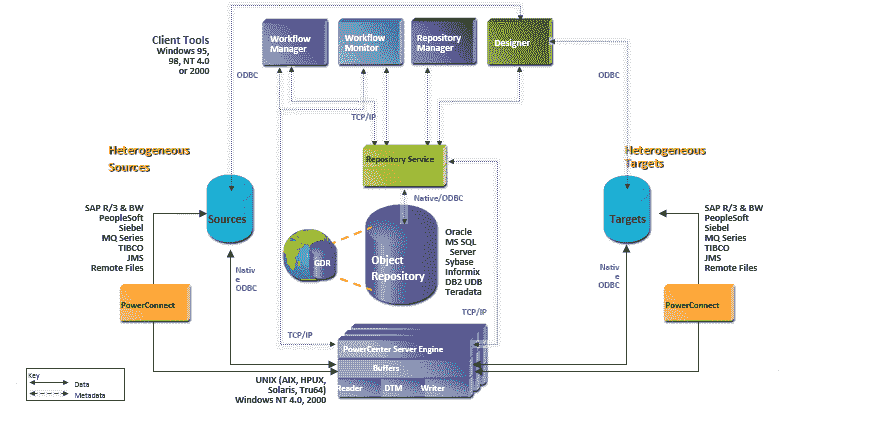 Client Tools
Windows 95,
98, NT 4.0
or 2000
Workflow
Manager
Workflow
Monitor
Repository
Manager
Designer
ODBC
ODBC
TCP/IP
Heterogeneous
Sources
Repository Service
Heterogeneous
Targets
Native/ODBC
SAP R/3 & BW
PeopleSoft
Siebel
MQ Series
TIBCO
JMS
Remote Files
Sources
GDR
Object
Repository
Oracle
MS SQL
Server
Sybase
Informix
DB2 UDB
Teradata
Targets
SAP R/3 & BW
PeopleSoft
Siebel
MQ Series
TIBCO
JMS
Remote Files
Nativ
e
ODBC
Nativ
e
ODBC
PowerConnect
PowerConnect
TCP/IP
TCP/IP
PowerCenter Server Engine
Buffers
Reader
DTM
Writer
UNIX (AIX, HPUX,
Solaris, Tru64)
Windows NT 4.0, 2000
Key
Data
Metadata